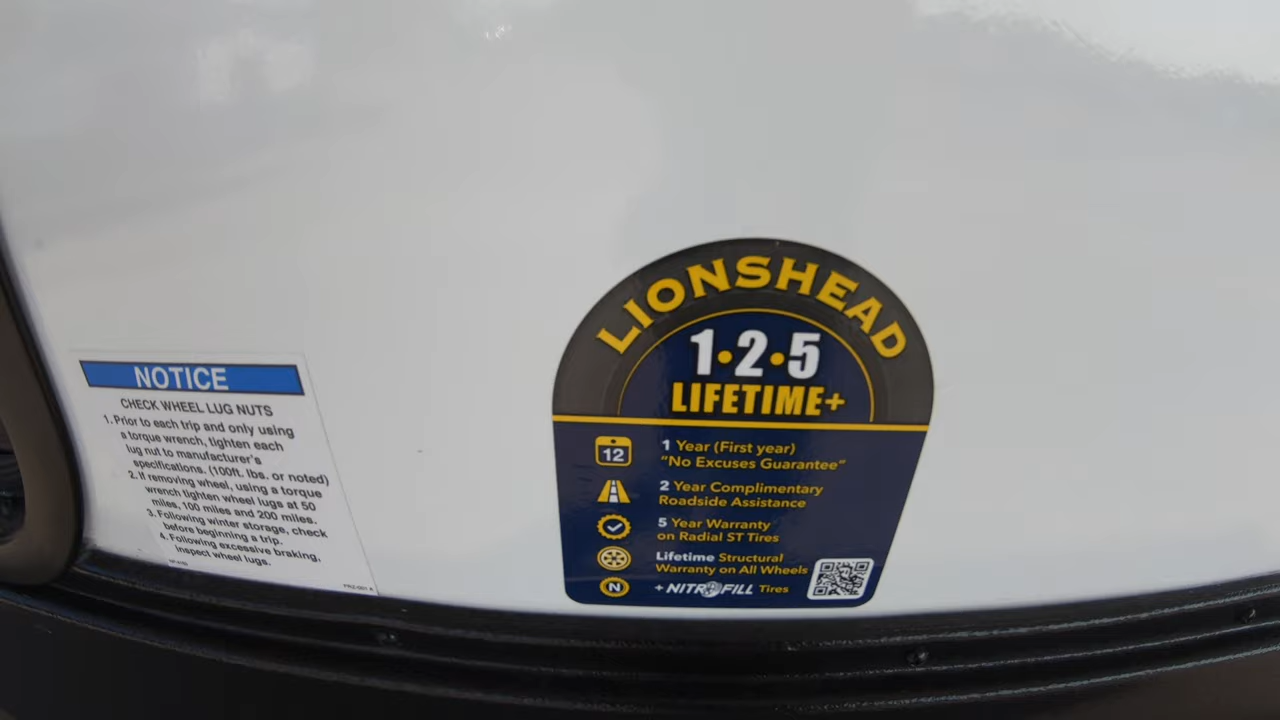 NOTICE
CHECK WHEEL LUG NUTS
1. Prior to each trip and only using
a torque wrench, tighten each
lug nut to manufacturer's
specifications. (100ft. lbs. or noted)
2. If removing wheel, using a torque
wrench tighten wheel lugs at 50
miles, 100 miles and 200 miles.
3. Following winter storage, check
before beginning a trip.
4. Following excessive braking,
inspect wheel lugs.
LIONSHEAD
1•2•5
LIFETIME+
12
1 Year (First year)
"No Excuses Guarantee"
2 Year Complimentary
Roadside Assistance
5 Year Warranty
on Radial ST Tires
Lifetime Structural
Warranty on All Wheels
N
+ NITROFILL Tires